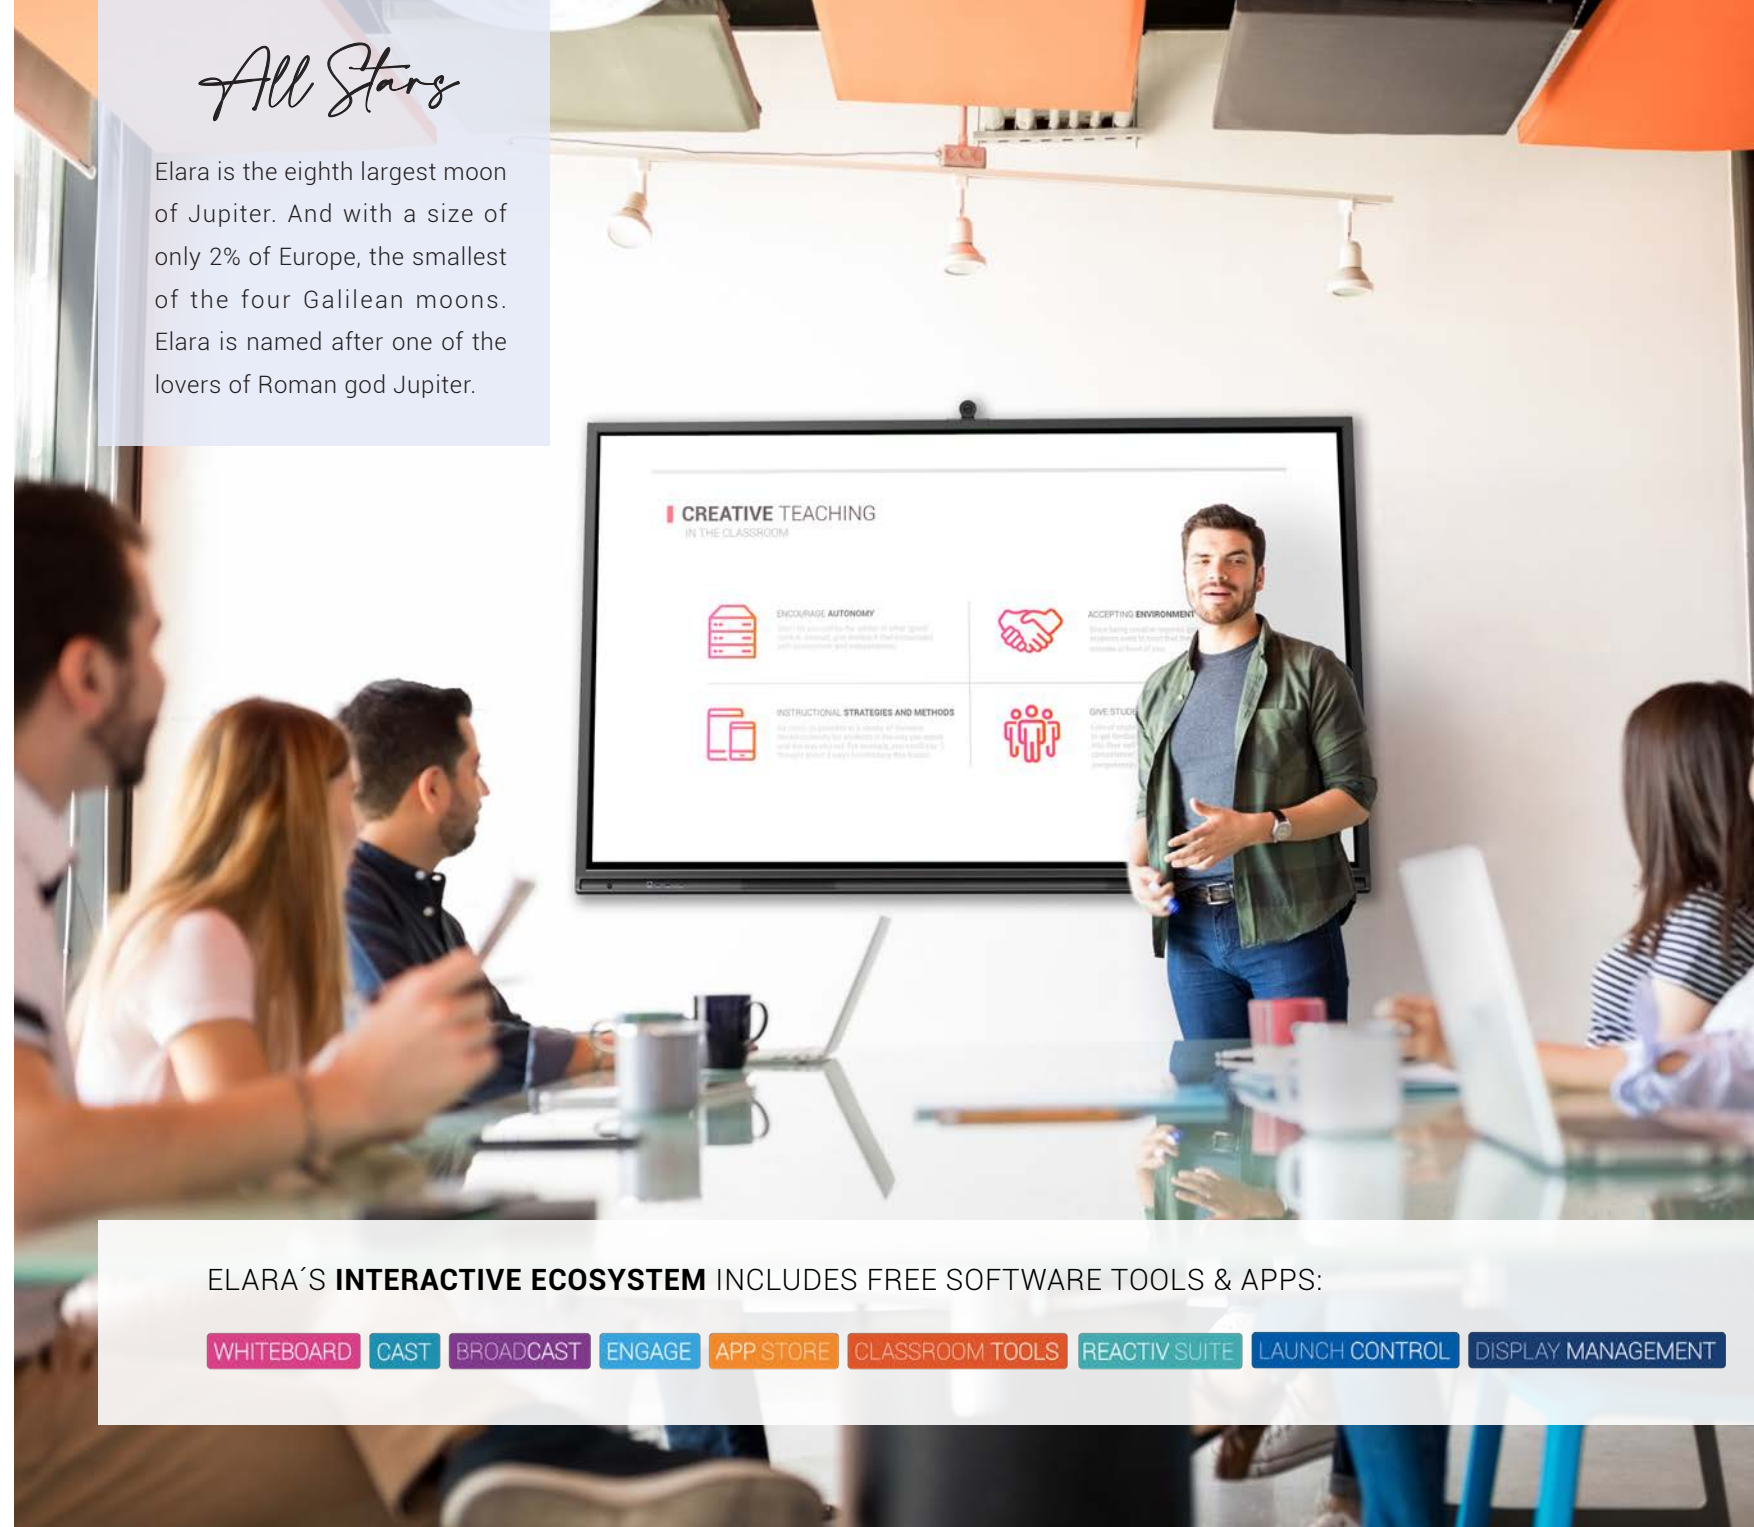 All Stars
Elara is the eighth largest moon
of Jupiter. And with a size of
only 2% of Europe, the smallest
of the four Galilean moons.
Elara is named after one of the
lovers of Roman god Jupiter.
CREATIVE TEACHING
IN THE CLASSROOM
ENCOURAGE AUTONOMY
ACCEPTING ENVIRONMENT
INSTRUCTIONAL STRATEGIES AND METHODS
GIVE STUDE
ELARA´S INTERACTIVE ECOSYSTEM INCLUDES FREE SOFTWARE TOOLS & APPS:
WHITEBOARD CAST BROADCAST ENGAGE APP STORE CLASSROOM TOOLS REACTIV SUITE LAUNCH CONTROL DISPLAY MANAGEMENT